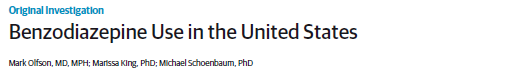 Original Investigation
Benzodiazepine Use in the United States
Mark Olfson, MD, MPH; Marissa King, PhD; Michael Schoenbaum, PhD